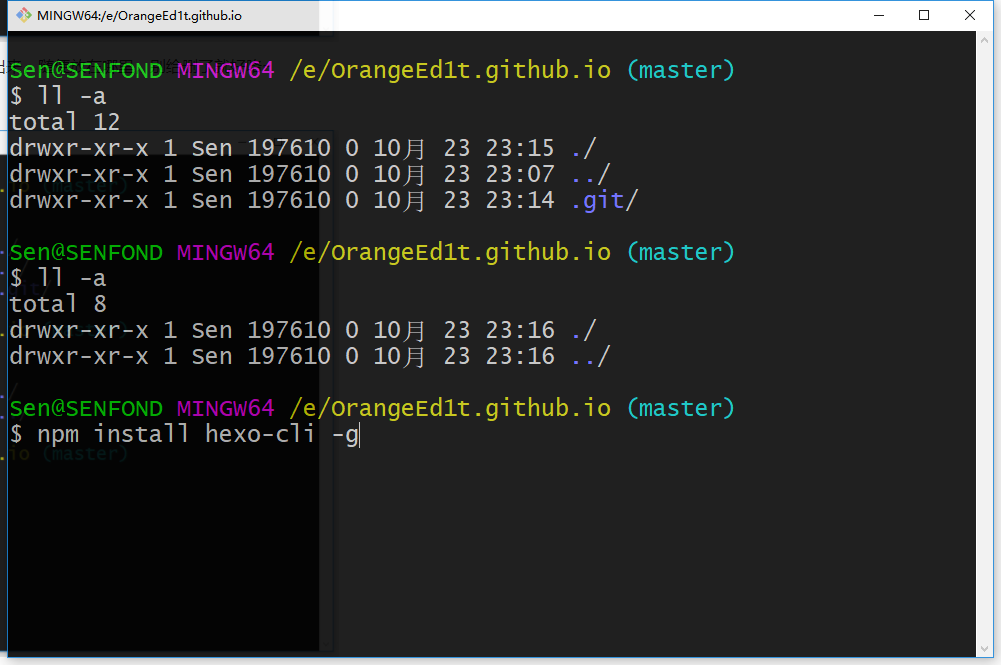 MINGW64:/e/OrangeEd1t.github.io
Sen@SENFOND MINGW64 /e/OrangeEd1t.github.io (master)
$ ll -a
total 12
drwxr-xr-x 1 Sen 197610 0 10月 23 23:15 ./
drwxr-xr-x 1 Sen 197610 0 10月 23 23:07 ../
drwxr-xr-x 1 Sen 197610 0 10月 23 23:14 .git/
Sen@SENFOND MINGW64 /e/OrangeEd1t.github.io (master)
$ ll -a
total 8
drwxr-xr-x 1 Sen 197610 0 10月 23 23:16 ./
drwxr-xr-x 1 Sen 197610 0 10月 23 23:16 ../
Sen@SENFOND MINGW64 /e/OrangeEd1t.github.io (master)
$ npm install hexo-cli -g
.io (master)